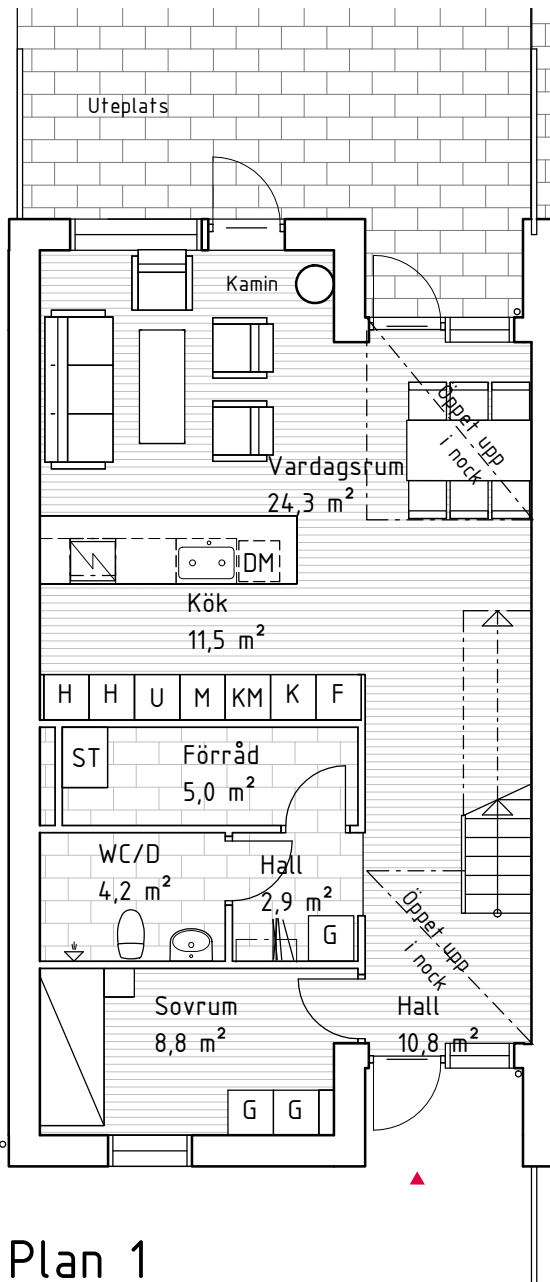 Uteplats
Kamin
Öppet upp
i nock
Vardagsrum
24,3 m²
DM
Kök
11,5 m²
H H U M KM K F
ST
Förråd
5,0 m²
WC/D
4,2 m²
Hall
2,9 m²
G
Öppet upp
i nock
Sovrum
8,8 m²
Hall
10,8 m²
G G
Plan 1